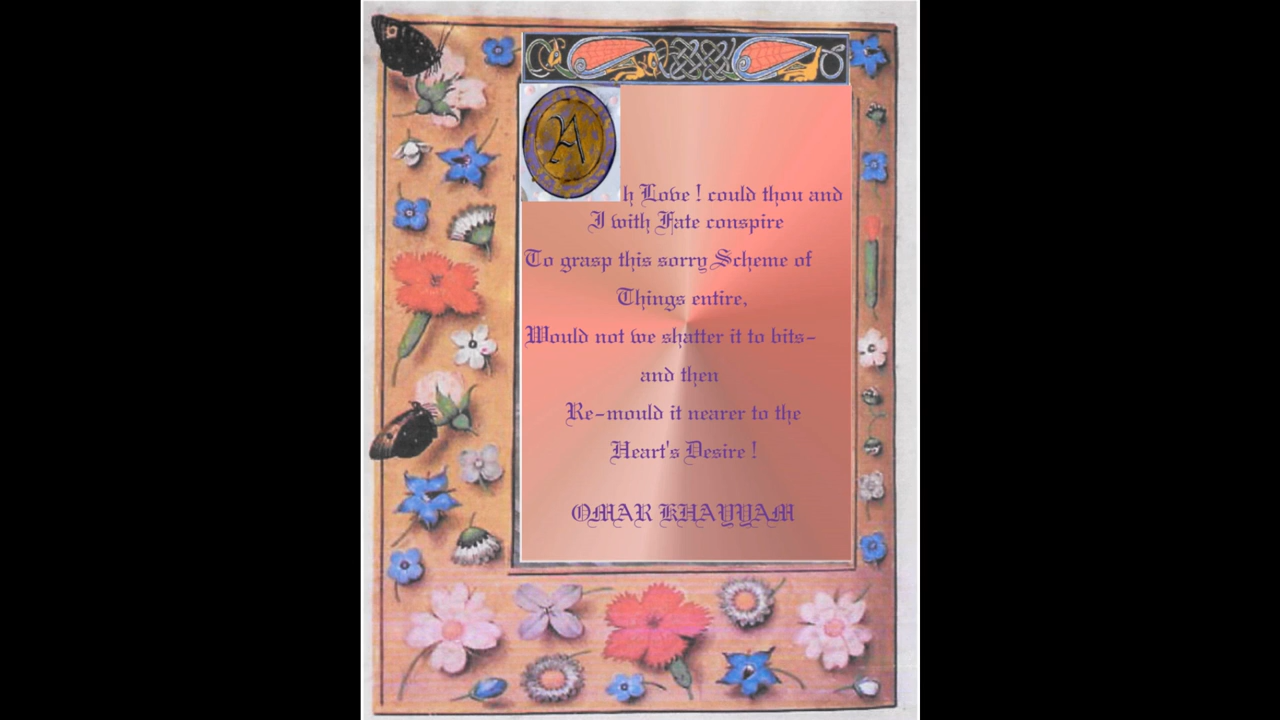 Ah Love ! could thou and
I with Fate conspire
To grasp this sorry Scheme of
Things entire,
Would not we shatter it to bits-
and then
Re-mould it nearer to the
Heart's Desire !
OMAR KHAYYAM